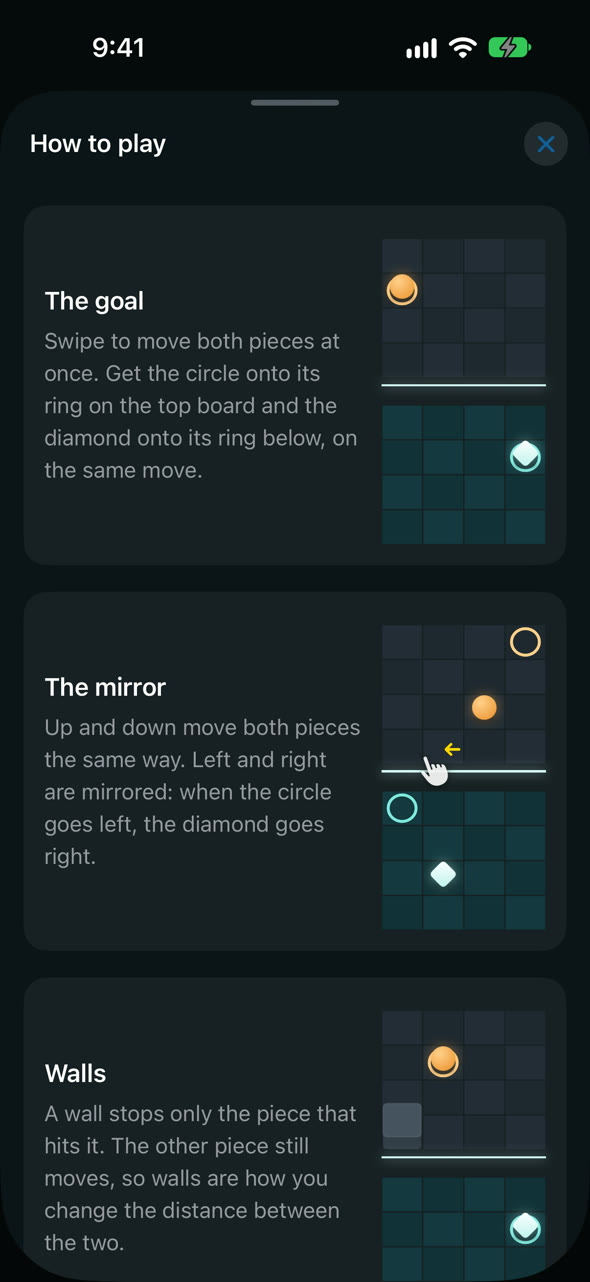 9:41
How to play
The goal
Swipe to move both pieces at
once. Get the circle onto its
ring on the top board and the
diamond onto its ring below, on
the same move.
The mirror
Up and down move both pieces
the same way. Left and right
are mirrored: when the circle
goes left, the diamond goes
right.
Walls
A wall stops only the piece that
hits it. The other piece still
moves, so walls are how you
change the distance between
the two.